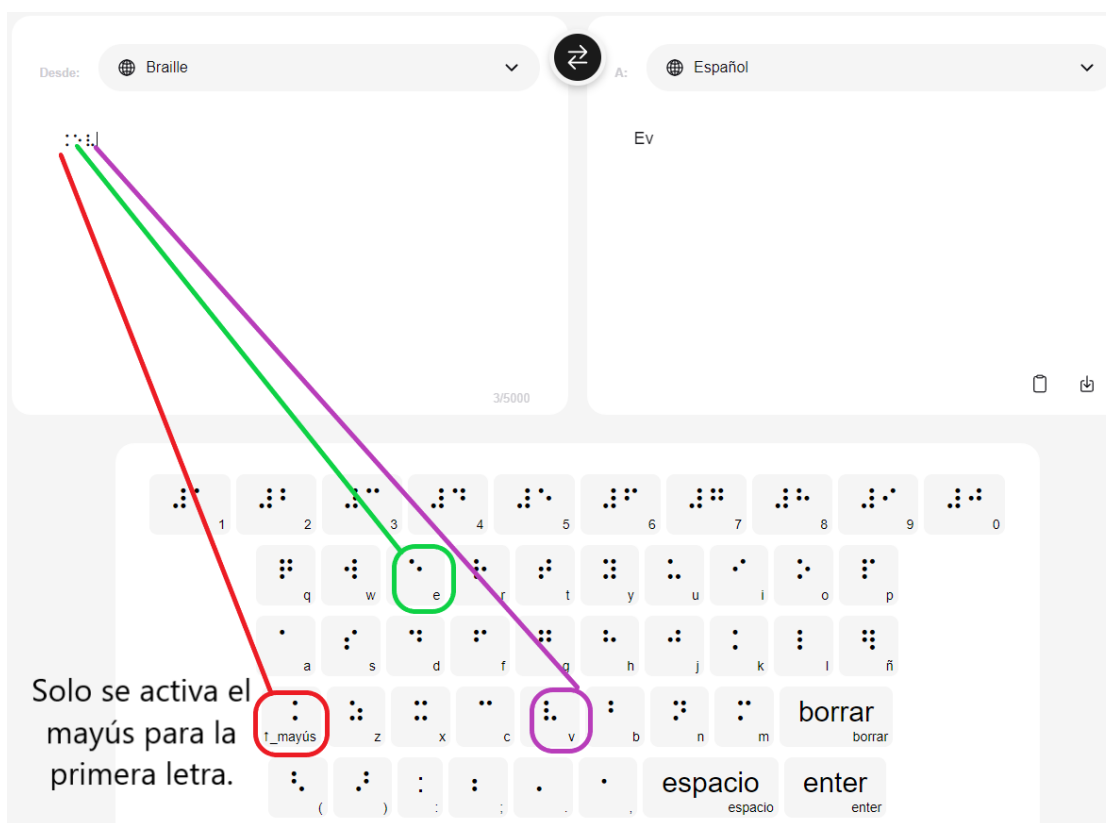 Desde: Braille A: Español
⠨⠑⠧ Ev
3/5000
⠼⠁ 1 ⠼⠃ 2 ⠼⠉ 3 ⠼⠙ 4 ⠼⠑ 5 ⠼⠋ 6 ⠼⠛ 7 ⠼⠓ 8 ⠼⠊ 9 ⠼⠚ 0
⠟ q ⠺ w ⠑ e ⠗ r ⠞ t ⠽ y ⠥ u ⠊ i ⠕ o ⠏ p
⠁ a ⠎ s ⠙ d ⠋ f ⠛ g ⠓ h ⠚ j ⠅ k ⠇ l ⠻ ñ
⠨ ↑_mayús ⠵ z ⠭ x ⠉ c ⠧ v ⠃ b ⠝ n ⠍ m borrar borrar
⠣ ( ⠜ ) : : ⠆ ; ⠄ . ⠂ , espacio espacio enter enter
Solo se activa el
mayús para la
primera letra.